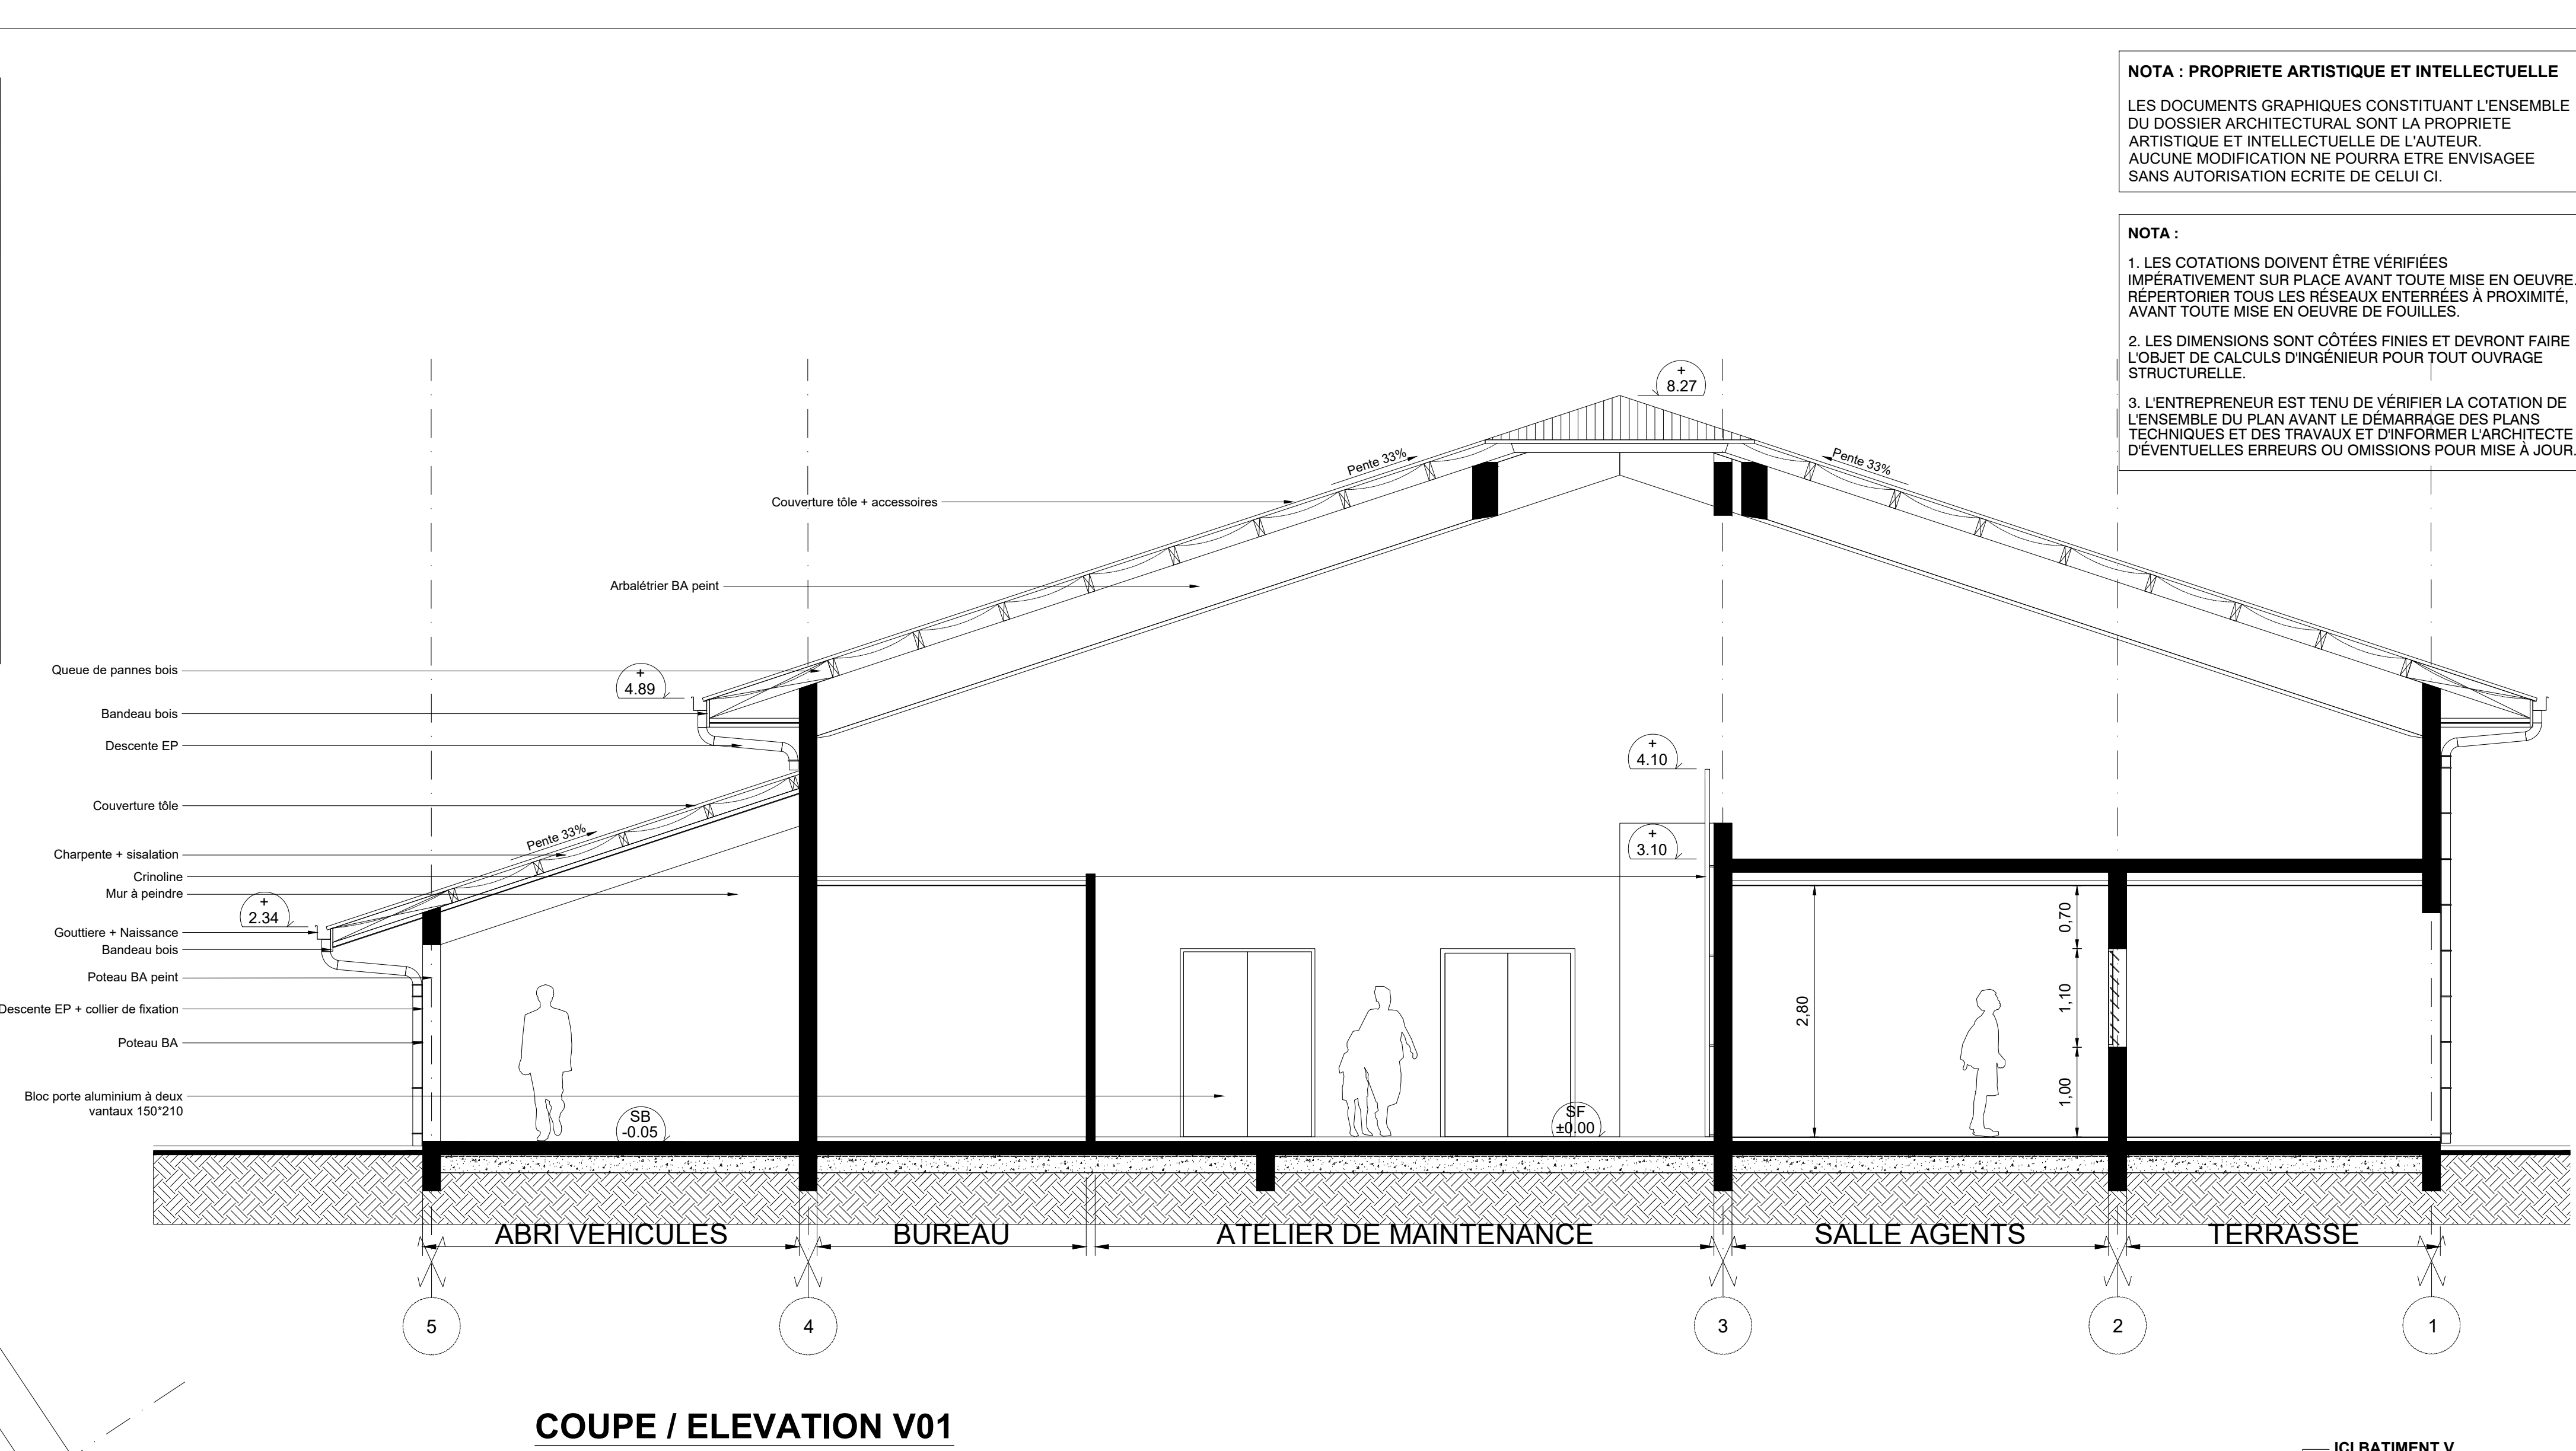 NOTA : PROPRIETE ARTISTIQUE ET INTELLECTUELLE
LES DOCUMENTS GRAPHIQUES CONSTITUANT L'ENSEMBLE
DU DOSSIER ARCHITECTURAL SONT LA PROPRIETE
ARTISTIQUE ET INTELLECTUELLE DE L'AUTEUR.
AUCUNE MODIFICATION NE POURRA ETRE ENVISAGEE
SANS AUTORISATION ECRITE DE CELUI CI.
NOTA :
1. LES COTATIONS DOIVENT ÊTRE VÉRIFIÉES
IMPÉRATIVEMENT SUR PLACE AVANT TOUTE MISE EN OEUVRE.
RÉPERTORIER TOUS LES RÉSEAUX ENTERRÉES À PROXIMITÉ,
AVANT TOUTE MISE EN OEUVRE DE FOUILLES.
2. LES DIMENSIONS SONT CÔTÉES FINIES ET DEVRONT FAIRE
L'OBJET DE CALCULS D'INGÉNIEUR POUR TOUT OUVRAGE
STRUCTURELLE.
3. L'ENTREPRENEUR EST TENU DE VÉRIFIER LA COTATION DE
L'ENSEMBLE DU PLAN AVANT LE DÉMARRAGE DES PLANS
TECHNIQUES ET DES TRAVAUX ET D'INFORMER L'ARCHITECTE
D'ÉVENTUELLES ERREURS OU OMISSIONS POUR MISE À JOUR.
+
8.27
Pente 33%
Pente 33%
Couverture tôle + accessoires
Arbalétrier BA peint
Queue de pannes bois
+
4.89
Bandeau bois
Descente EP
+
4.10
Couverture tôle
Pente 33%
+
3.10
Charpente + sisalation
Crinoline
Mur à peindre
+
2.34
Gouttiere + Naissance
Bandeau bois
Poteau BA peint
Descente EP + collier de fixation
Poteau BA
Bloc porte aluminium à deux
vantaux 150*210
0,70
1,10
2,80
1,00
SB
-0.05
SF
±0.00
ABRI VEHICULES
BUREAU
ATELIER DE MAINTENANCE
SALLE AGENTS
TERRASSE
5
4
3
2
1
COUPE / ELEVATION V01
ICI BATIMENT V